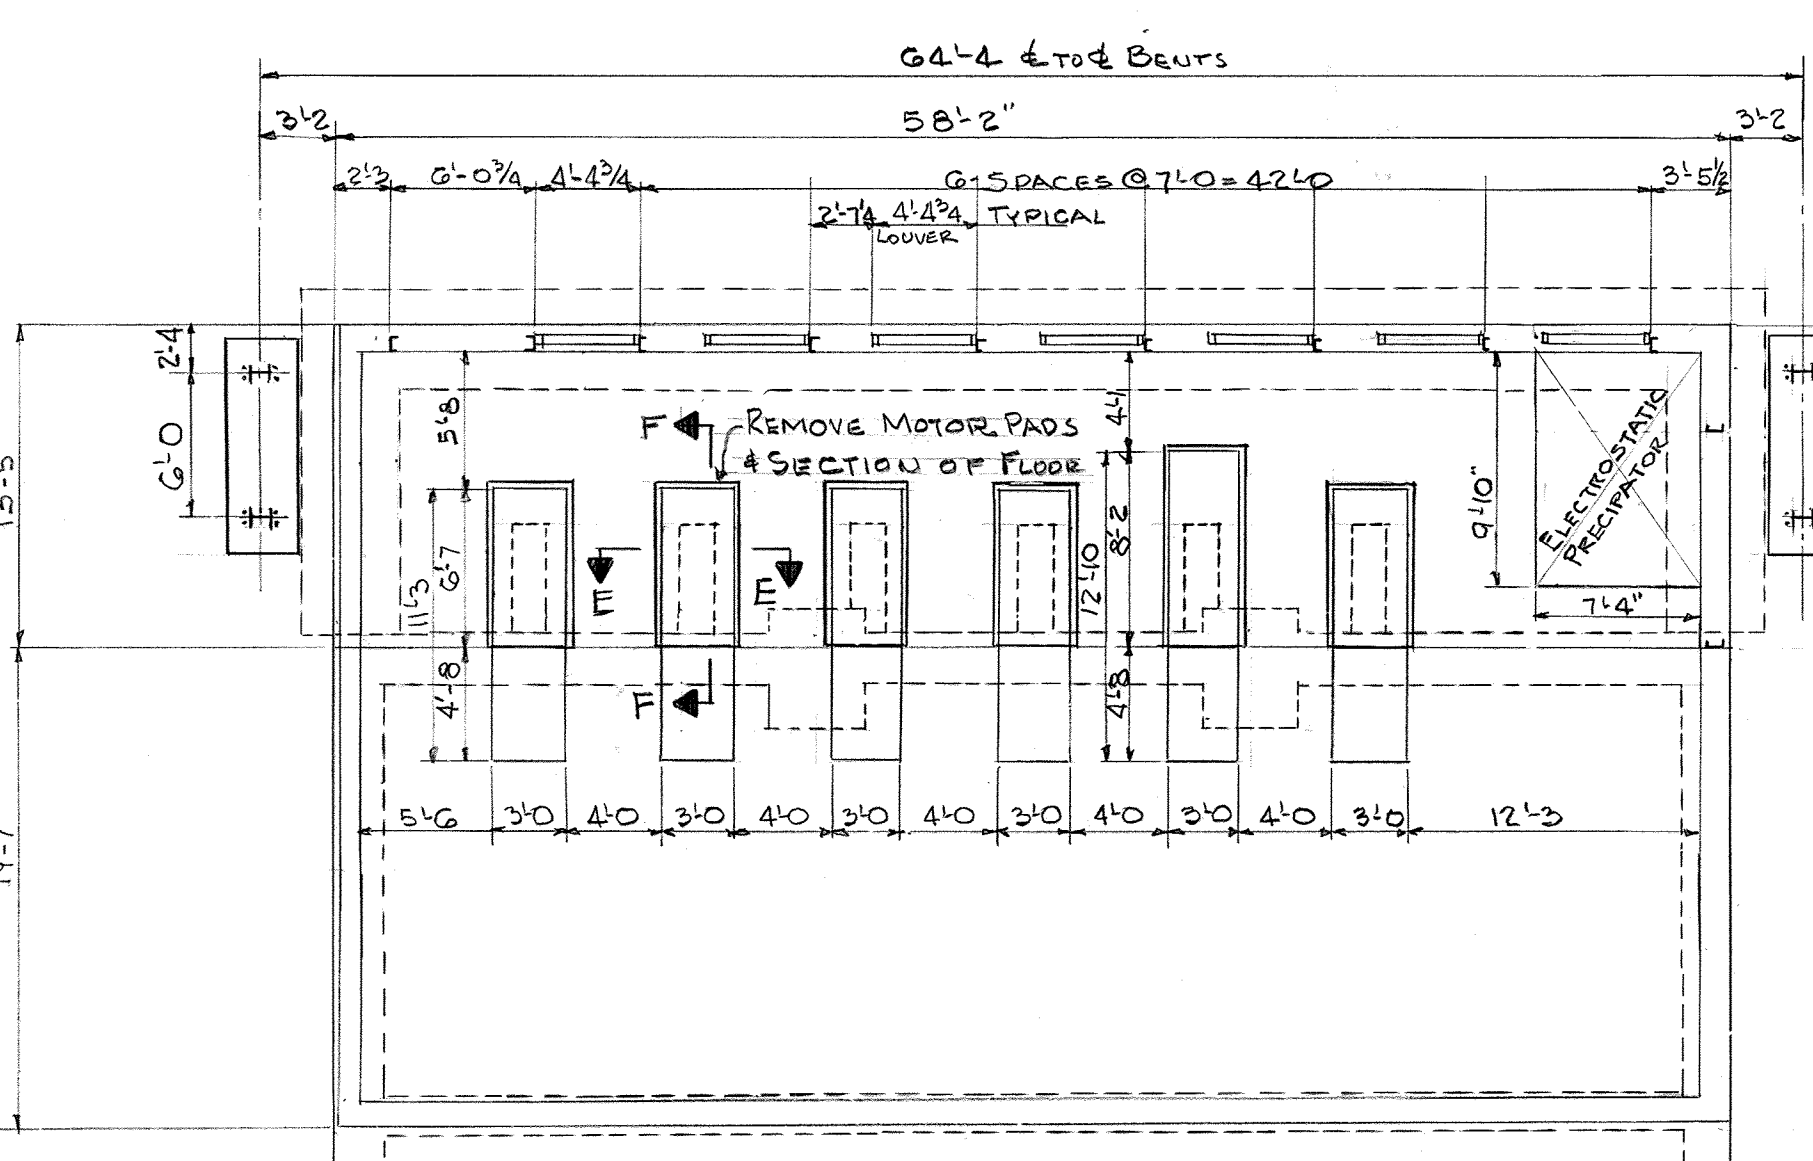 64'-4 ℄ TO ℄ BENTS
3'-2
58'-2"
3'-2
2'-3
6'-0 3/4
4'-4 3/4
6-SPACES @ 7'-0 = 42'-0
3'-5 1/2
2'-7 1/4
4'-4 3/4
TYPICAL
LOUVER
2'-4
6'-0
5'-8
F
REMOVE MOTOR PADS
& SECTION OF FLOOR
4'-1
9'-10"
ELECTROSTATIC
PRECIPATOR
7'-4"
11'-3
6'-7
E
E
12'-10
8'-2
4'-8
F
4'-8
5'-6
3'-0
4'-0
3'-0
4'-0
3'-0
4'-0
3'-0
4'-0
3'-0
4'-0
3'-0
12'-3